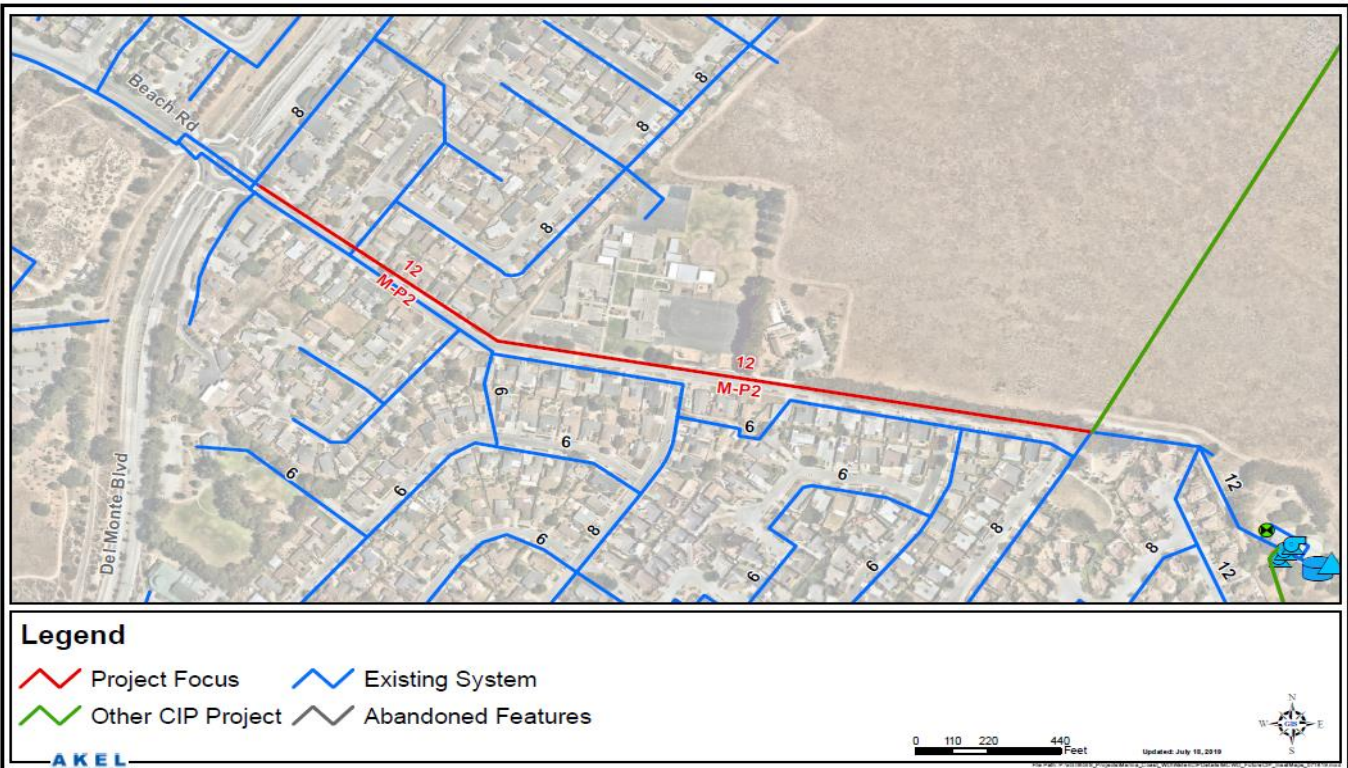 Beach Rd
8
8
8
8
12
M-P2
12
M-P2
6
6
6
6
6
6
8
6
6
6
8
8
12
12
Del Monte Blvd
Legend
Project Focus
Existing System
Other CIP Project
Abandoned Features
0 110 220 440
Feet
Updated: July 18, 2019
N
W GIS E
S
AKEL